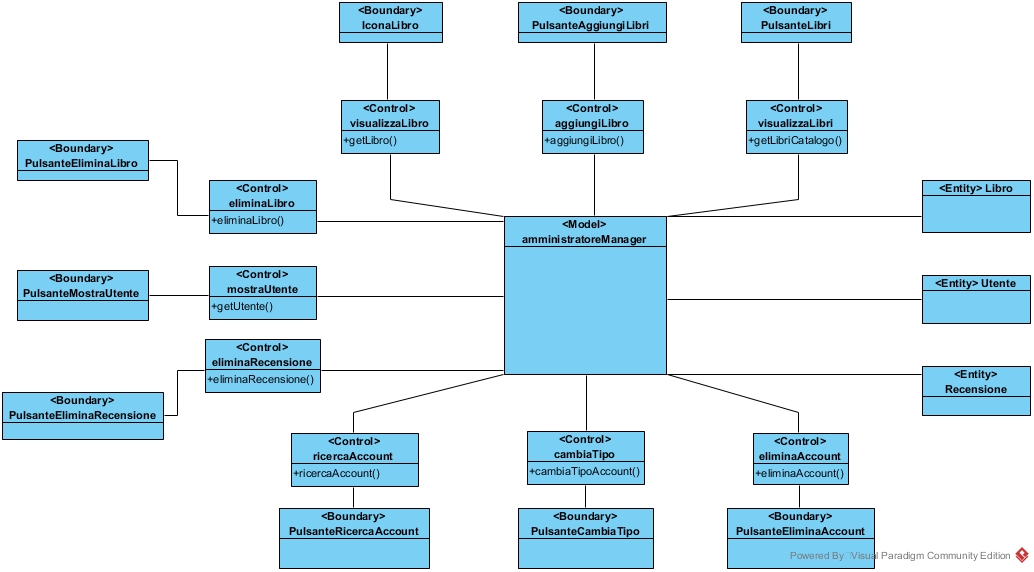 <Boundary>
IconaLibro
<Boundary>
PulsanteAggiungiLibri
<Boundary>
PulsanteLibri
<Control>
visualizzaLibro
+getLibro()
<Control>
aggiungiLibro
+aggiungiLibro()
<Control>
visualizzaLibri
+getLibriCatalogo()
<Boundary>
PulsanteEliminaLibro
<Control>
eliminaLibro
+eliminaLibro()
<Entity> Libro
<Model>
amministratoreManager
<Boundary>
PulsanteMostraUtente
<Control>
mostraUtente
+getUtente()
<Entity> Utente
<Control>
eliminaRecensione
+eliminaRecensione()
<Entity>
Recensione
<Boundary>
PulsanteEliminaRecensione
<Control>
ricercaAccount
+ricercaAccount()
<Control>
cambiaTipo
+cambiaTipoAccount()
<Control>
eliminaAccount
+eliminaAccount()
<Boundary>
PulsanteRicercaAccount
<Boundary>
PulsanteCambiaTipo
<Boundary>
PulsanteEliminaAccount
Powered By Visual Paradigm Community Edition